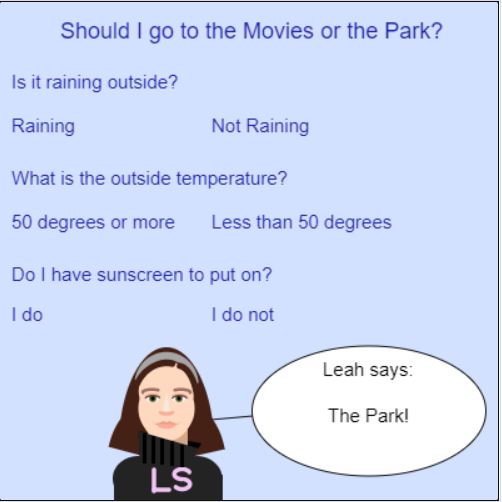 Should I go to the Movies or the Park?
Is it raining outside?
Raining Not Raining
What is the outside temperature?
50 degrees or more Less than 50 degrees
Do I have sunscreen to put on?
I do I do not
Leah says:
The Park!
LS